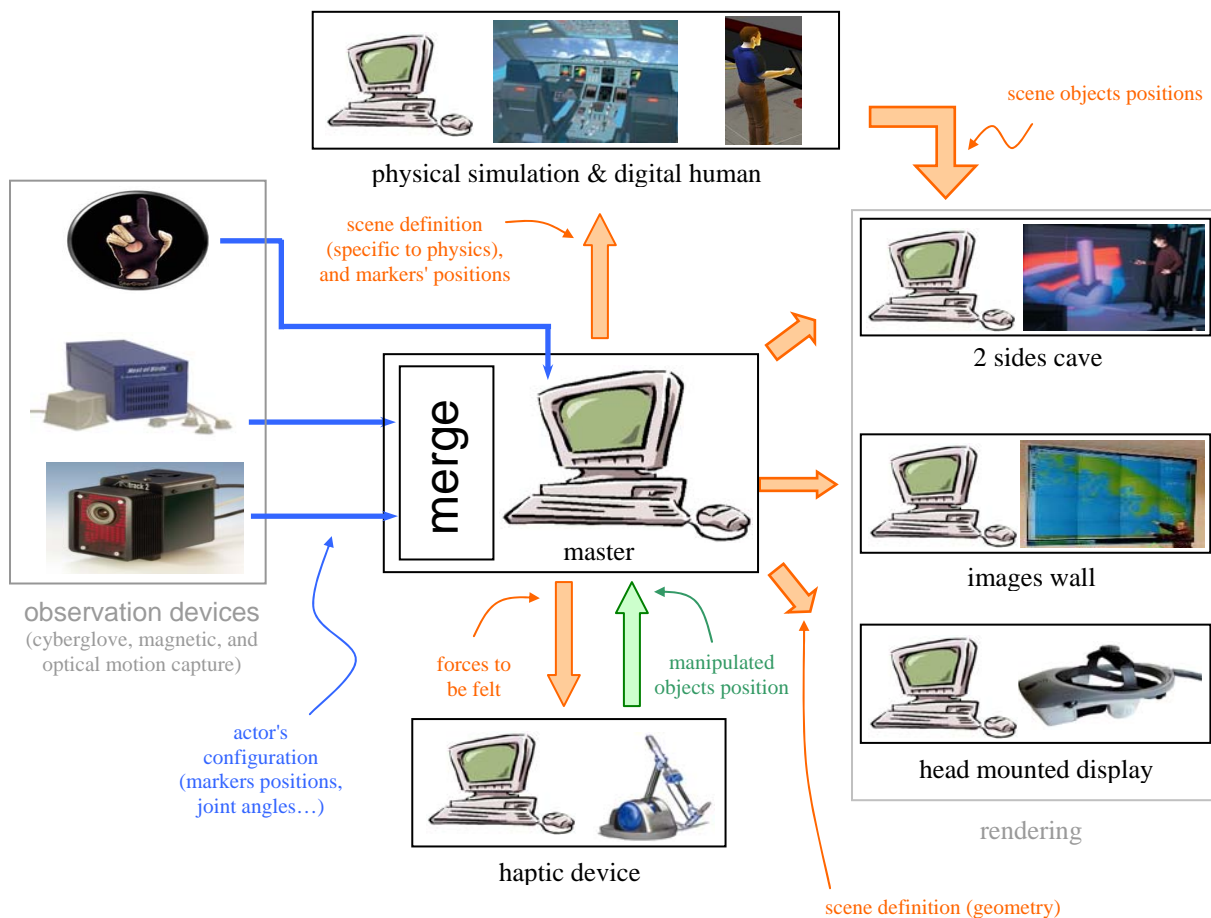 physical simulation & digital human
scene objects positions
scene definition
(specific to physics),
and markers' positions
2 sides cave
merge
master
images wall
observation devices
(cyberglove, magnetic, and
optical motion capture)
forces to
be felt
manipulated
objects position
actor's
configuration
(markers positions,
joint angles…)
head mounted display
rendering
haptic device
scene definition (geometry)